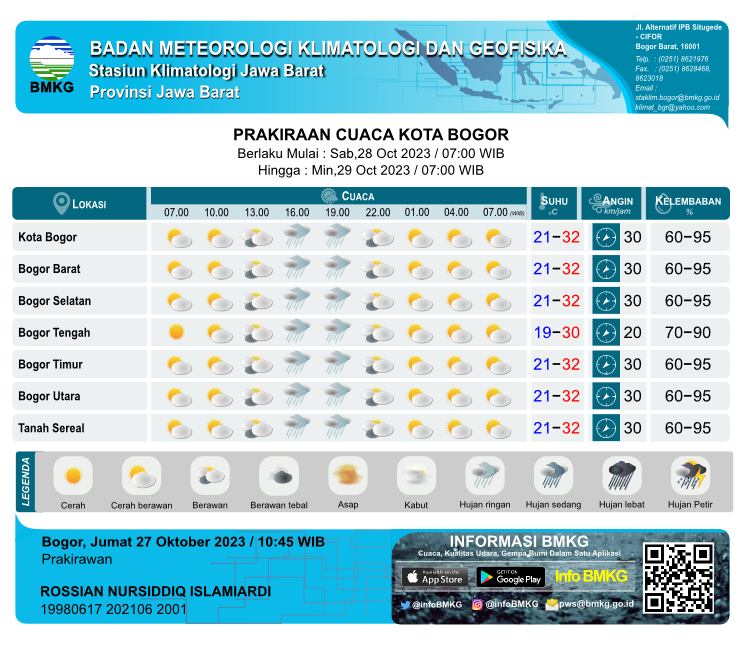 BMKG
BADAN METEOROLOGI KLIMATOLOGI DAN GEOFISIKA
Stasiun Klimatologi Jawa Barat
Provinsi Jawa Barat
Jl. Alternatif IPB Situgede
- CIFOR
Bogor Barat, 16001
Telp. : (0251) 8621976
Fax. : (0251) 8628468,
8623018
Email :
staklim.bogor@bmkg.go.id
klimat_bgr@yahoo.com
PRAKIRAAN CUACA KOTA BOGOR
Berlaku Mulai : Sab,28 Oct 2023 / 07:00 WIB
Hingga : Min,29 Oct 2023 / 07:00 WIB
LOKASI CUACA SUHU °C ANGIN km/jam KELEMBABAN %
07.00 10.00 13.00 16.00 19.00 22.00 01.00 04.00 07.00 (WIB)
Kota Bogor 21-32 30 60-95
Bogor Barat 21-32 30 60-95
Bogor Selatan 21-32 30 60-95
Bogor Tengah 19-30 20 70-90
Bogor Timur 21-32 30 60-95
Bogor Utara 21-32 30 60-95
Tanah Sereal 21-32 30 60-95
LEGENDA
Cerah Cerah berawan Berawan Berawan tebal Asap Kabut Hujan ringan Hujan sedang Hujan lebat Hujan Petir
Bogor, Jumat 27 Oktober 2023 / 10:45 WIB
Prakirawan
ROSSIAN NURSIDDIQ ISLAMIARDI
19980617 202106 2001
INFORMASI BMKG
Cuaca, Kualitas Udara, Gempa Bumi Dalam Satu Aplikasi
Available on the App Store
GET IT ON Google Play
Info BMKG
@infoBMKG @infoBMKG pws@bmkg.go.id